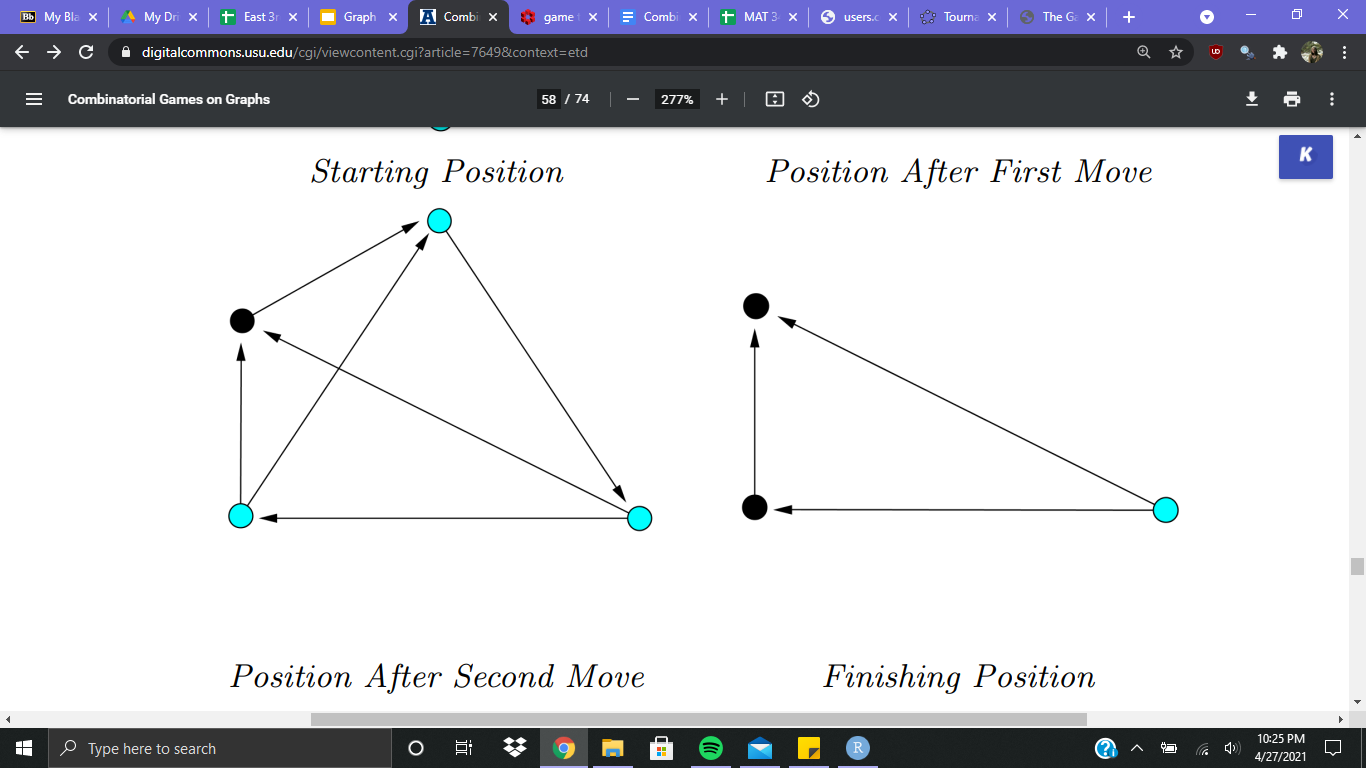 Bb My Bla
My Dri
East 3r
Graph
Combi
game t
Combi
MAT 3
users.c
Tourna
The Ga
digitalcommons.usu.edu/cgi/viewcontent.cgi?article=7649&context=etd
Combinatorial Games on Graphs
58 / 74
277%
Starting Position
Position After First Move
K
Position After Second Move
Finishing Position
Type here to search
R
10:25 PM
4/27/2021